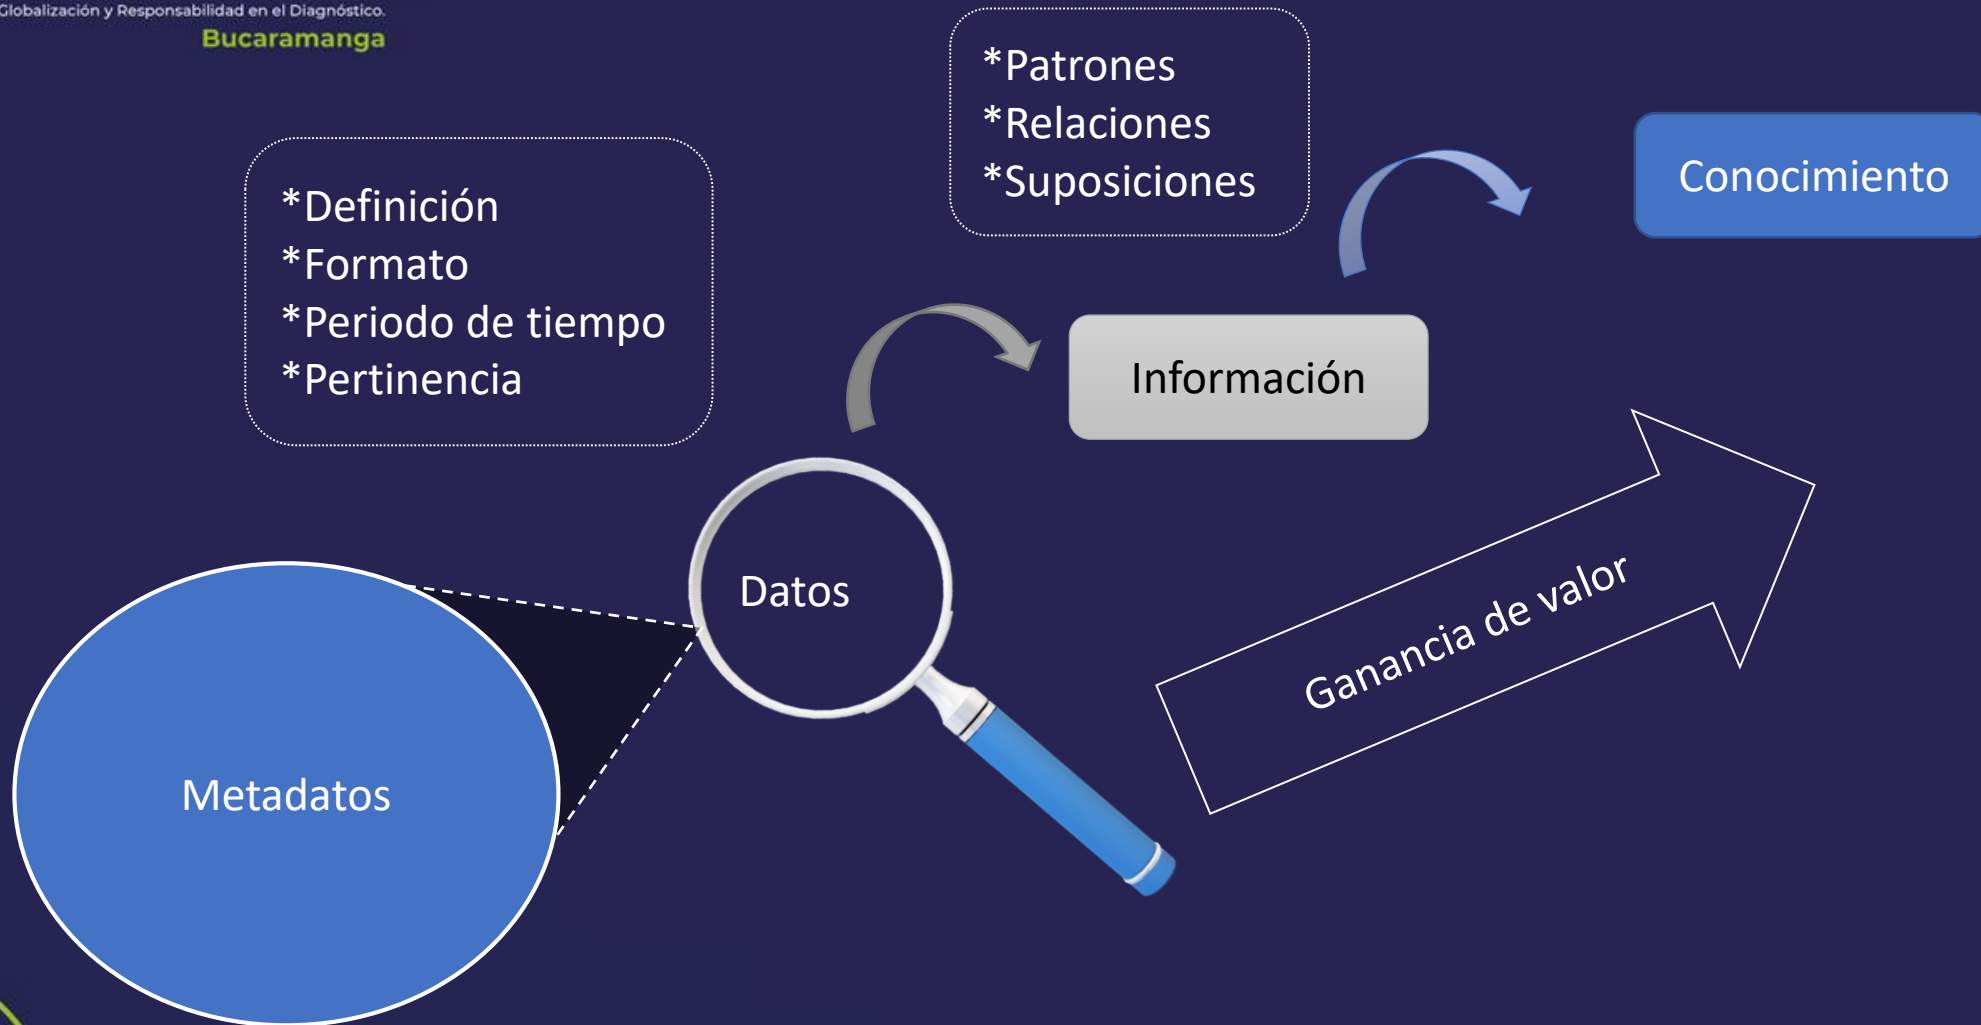 Globalización y Responsabilidad en el Diagnóstico.
Bucaramanga
*Patrones
*Relaciones
*Suposiciones
Conocimiento
*Definición
*Formato
*Periodo de tiempo
*Pertinencia
Información
Datos
Ganancia de valor
Metadatos